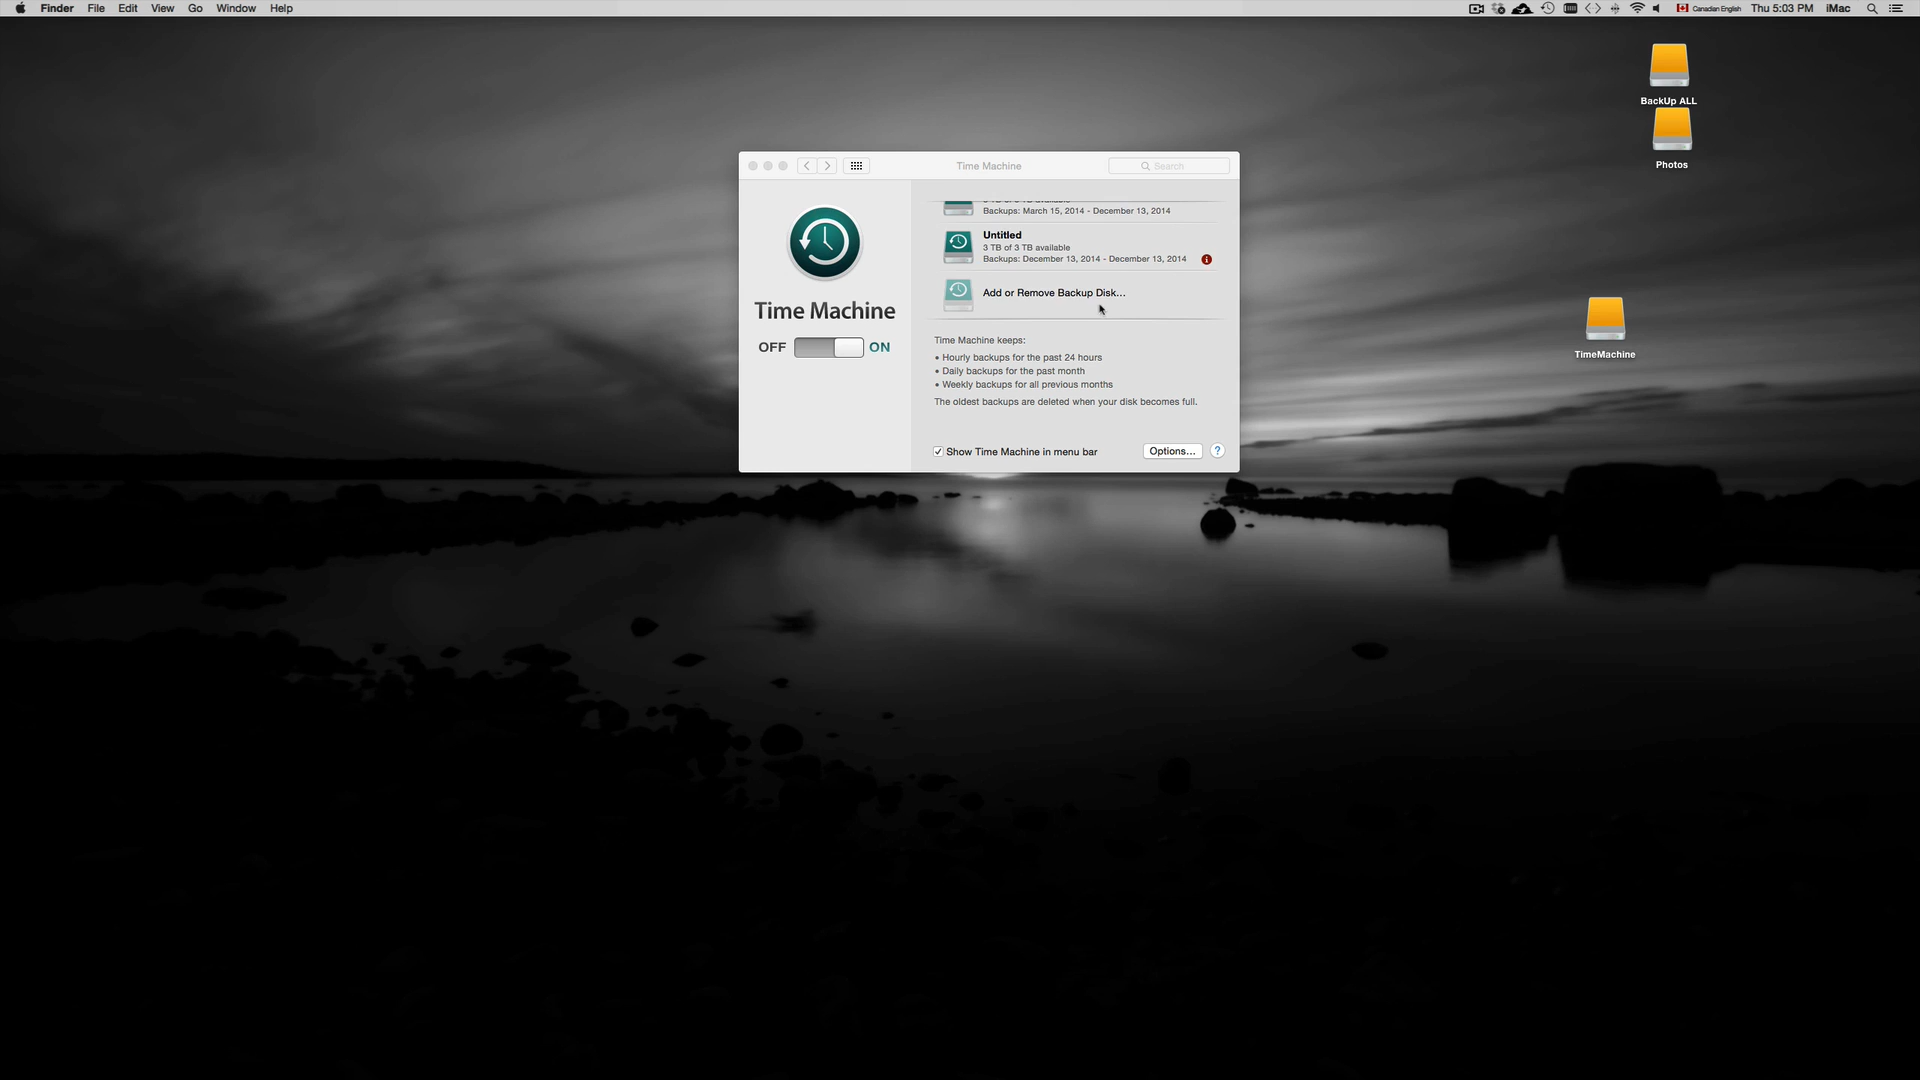 Finder File Edit View Go Window Help
Canadian English Thu 5:03 PM iMac
BackUp ALL
Photos
TimeMachine
Time Machine
Search
Time Machine
OFF ON
Backups: March 15, 2014 - December 13, 2014
Untitled
3 TB of 3 TB available
Backups: December 13, 2014 - December 13, 2014
Add or Remove Backup Disk...
Time Machine keeps:
• Hourly backups for the past 24 hours
• Daily backups for the past month
• Weekly backups for all previous months
The oldest backups are deleted when your disk becomes full.
Show Time Machine in menu bar
Options...
?